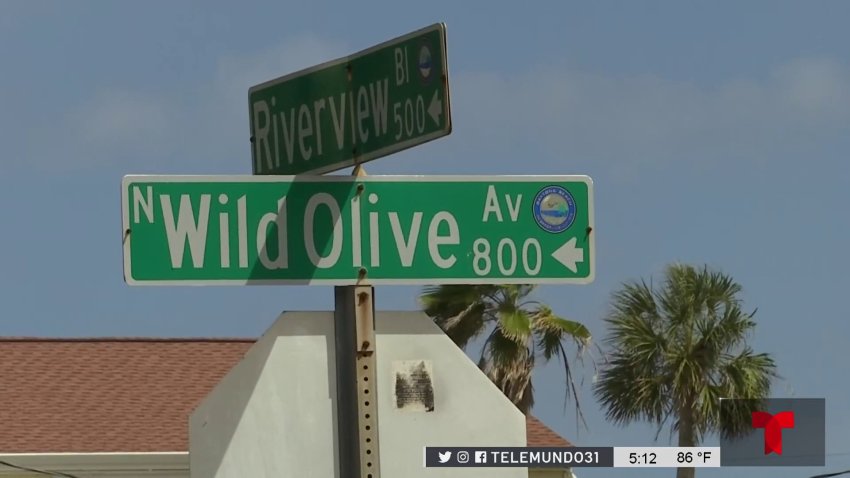 Riverview Bl
500
N Wild Olive Av
800
TELEMUNDO31 5:12 86 °F